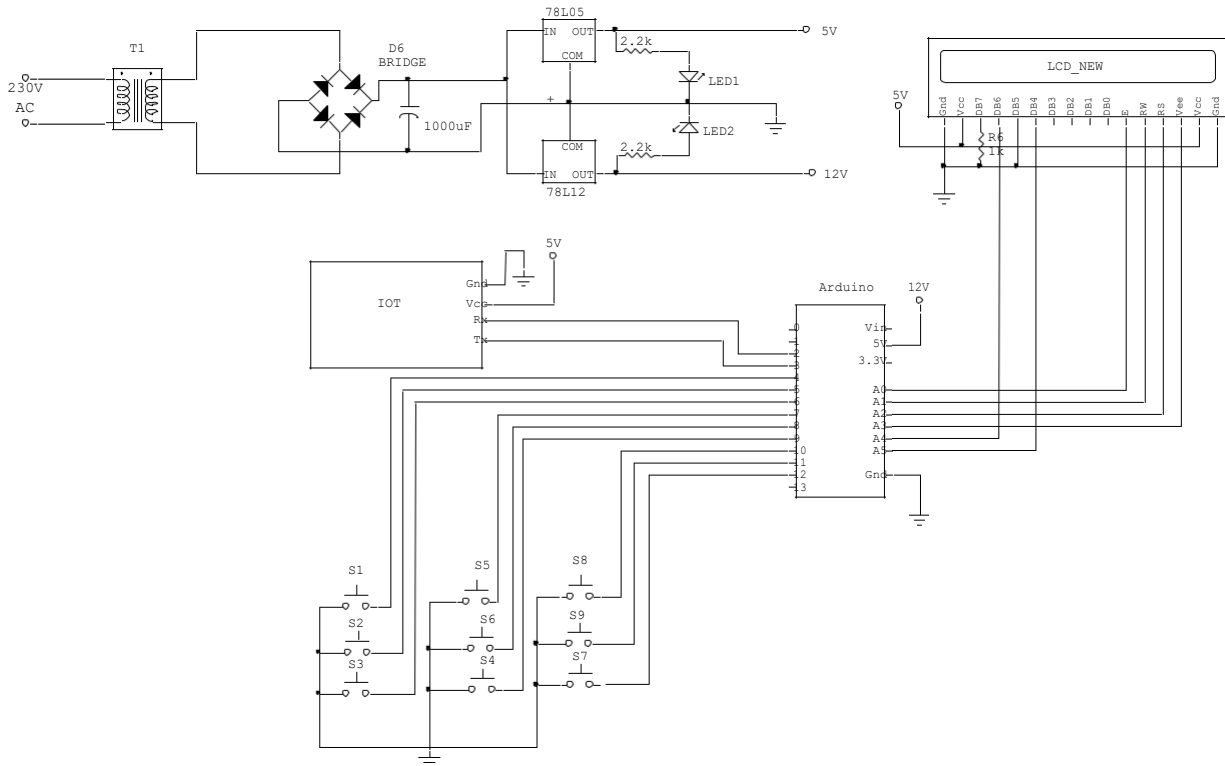 T1
230V
AC
D6
BRIDGE
1000uF
78L05
IN OUT
COM
2.2k
5V
LED1
+
LED2
2.2k
COM
IN OUT
78L12
12V
LCD_NEW
5V
Gnd
Vcc
DB7
DB6
DB5
DB4
DB3
DB2
DB1
DB0
E
RW
RS
Vee
Vcc
Gnd
R6
1k
5V
IOT
Gnd
Vcc
Rx
Tx
Arduino
12V
0
1
2
3
4
5
6
7
8
9
10
11
12
13
Vin
5V
3.3V
A0
A1
A2
A3
A4
A5
Gnd
S1
S2
S3
S5
S6
S4
S8
S9
S7